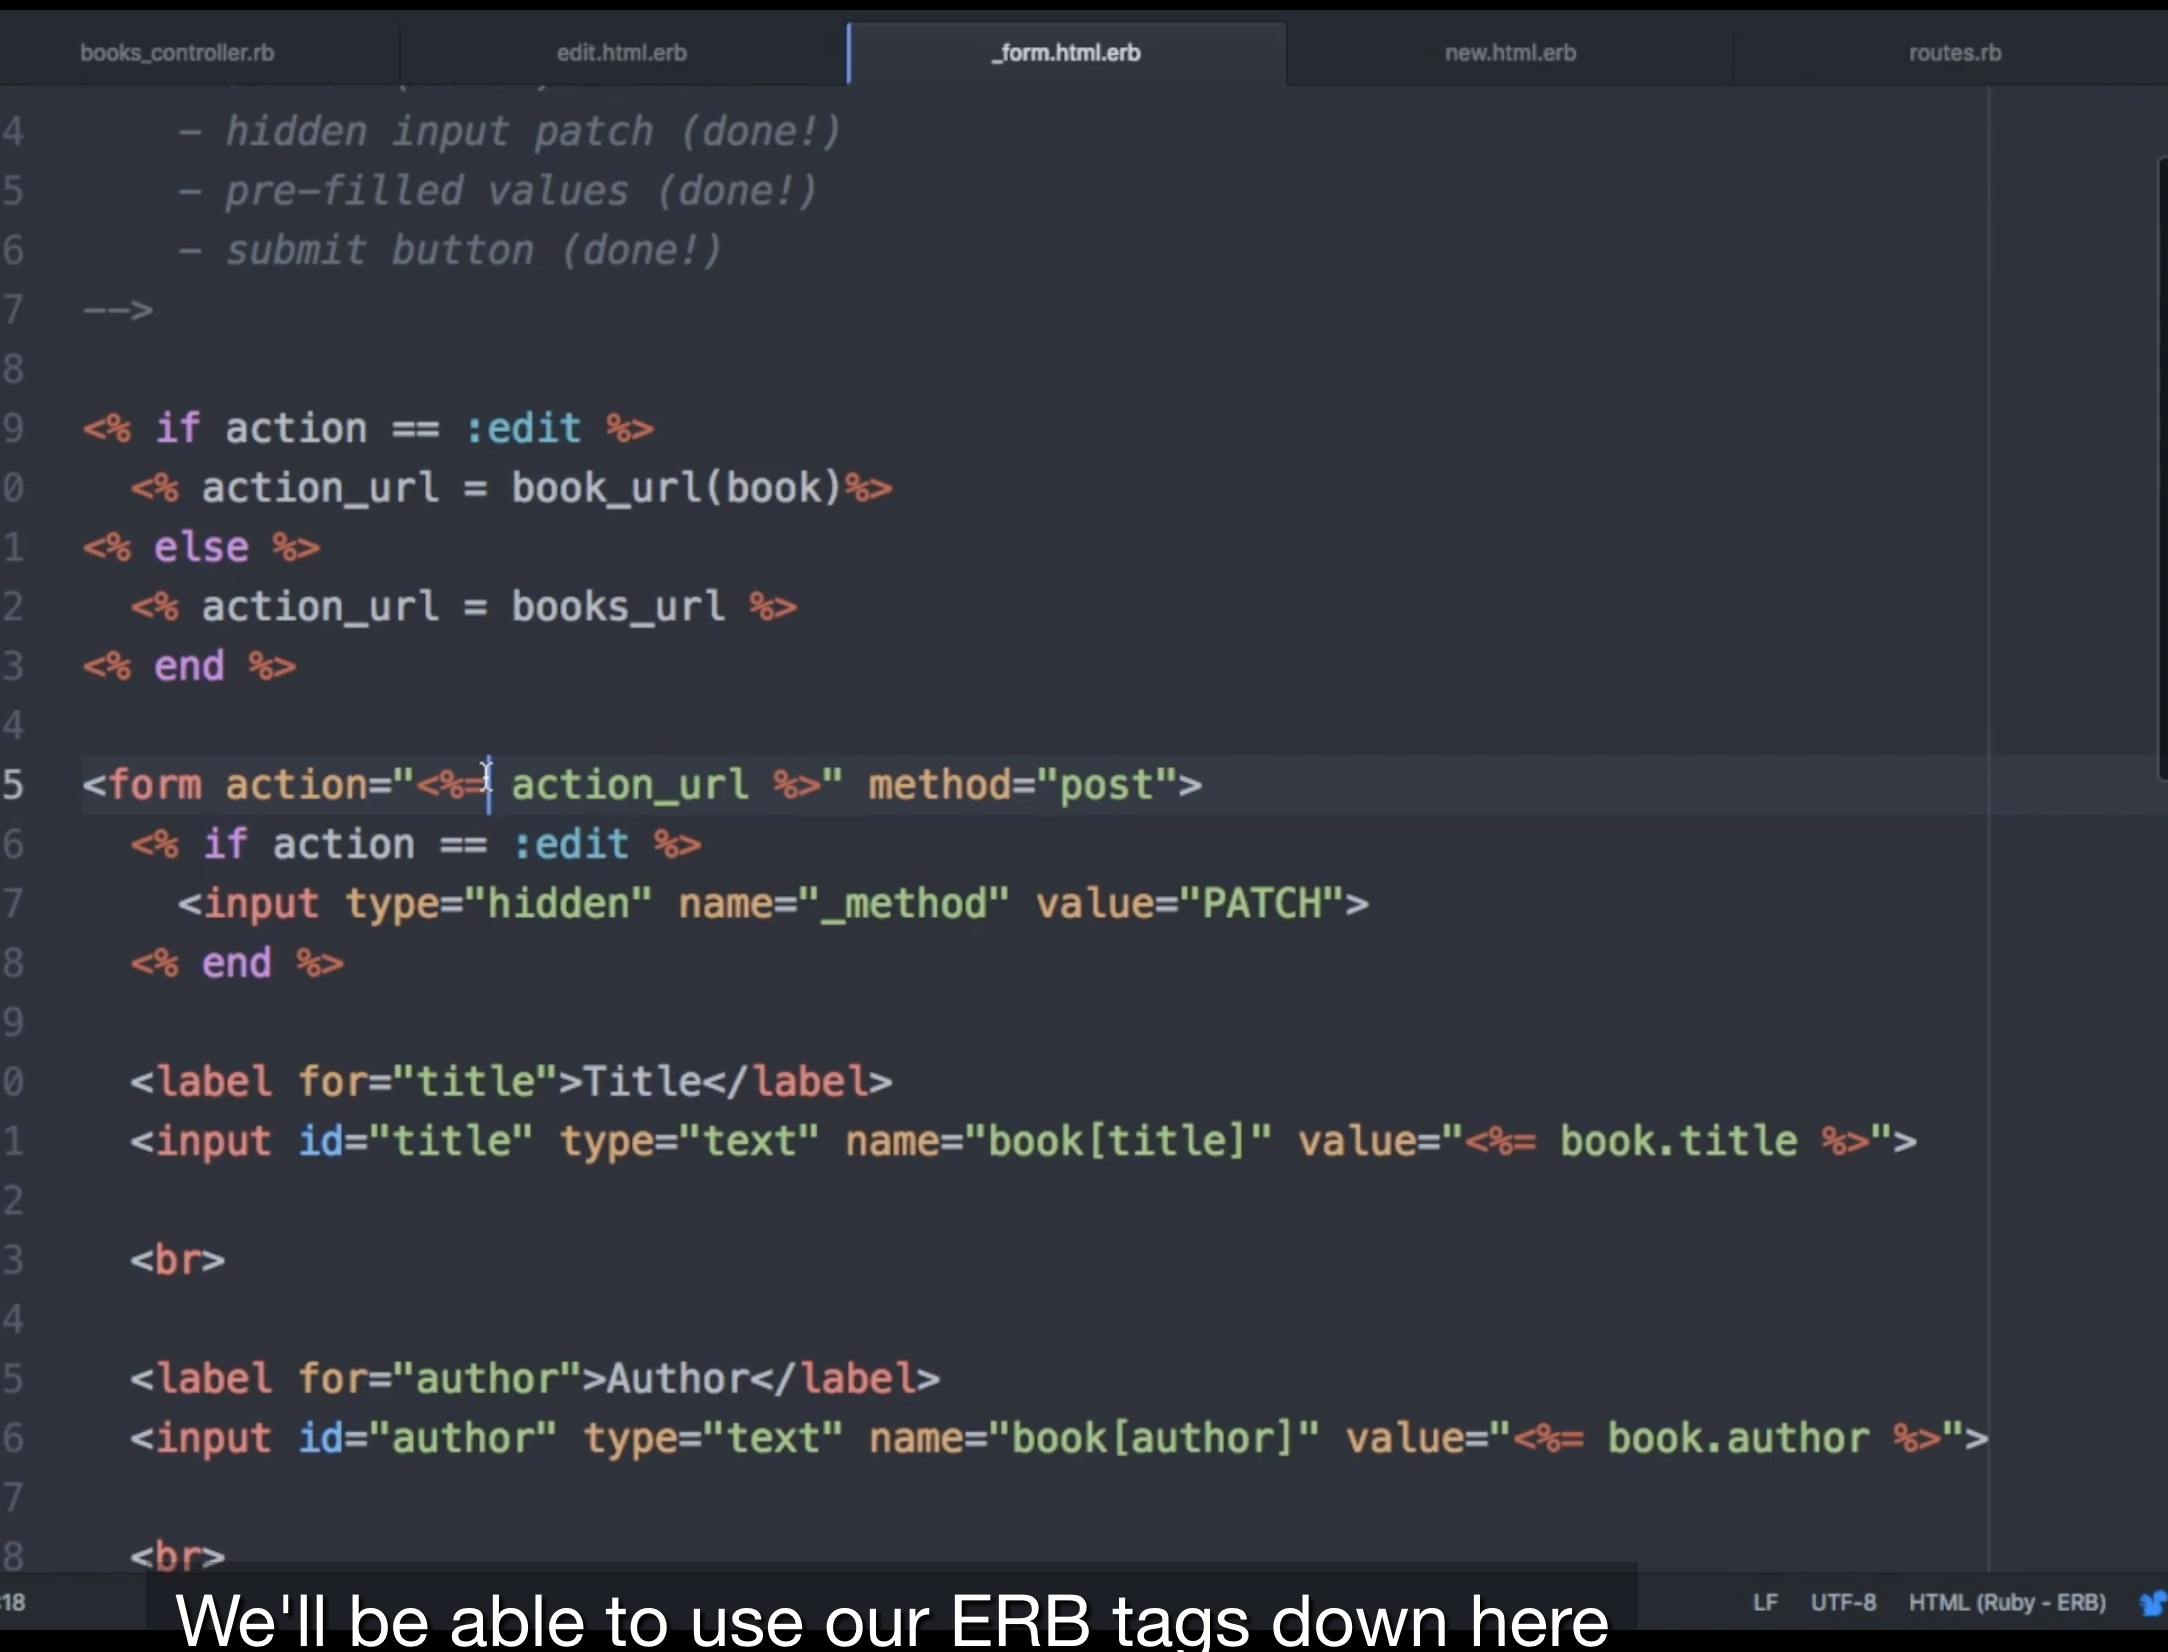 books_controller.rb edit.html.erb _form.html.erb new.html.erb routes.rb
4 - hidden input patch (done!)
5 - pre-filled values (done!)
6 - submit button (done!)
7 -->
8
9 <% if action == :edit %>
0 <% action_url = book_url(book)%>
1 <% else %>
2 <% action_url = books_url %>
3 <% end %>
4
5 <form action="<%= action_url %>" method="post">
6 <% if action == :edit %>
7 <input type="hidden" name="_method" value="PATCH">
8 <% end %>
9
0 <label for="title">Title</label>
1 <input id="title" type="text" name="book[title]" value="<%= book.title %>">
2
3 <br>
4
5 <label for="author">Author</label>
6 <input id="author" type="text" name="book[author]" value="<%= book.author %>">
7
8 <br>
:18 LF UTF-8 HTML (Ruby - ERB)
We'll be able to use our ERB tags down here